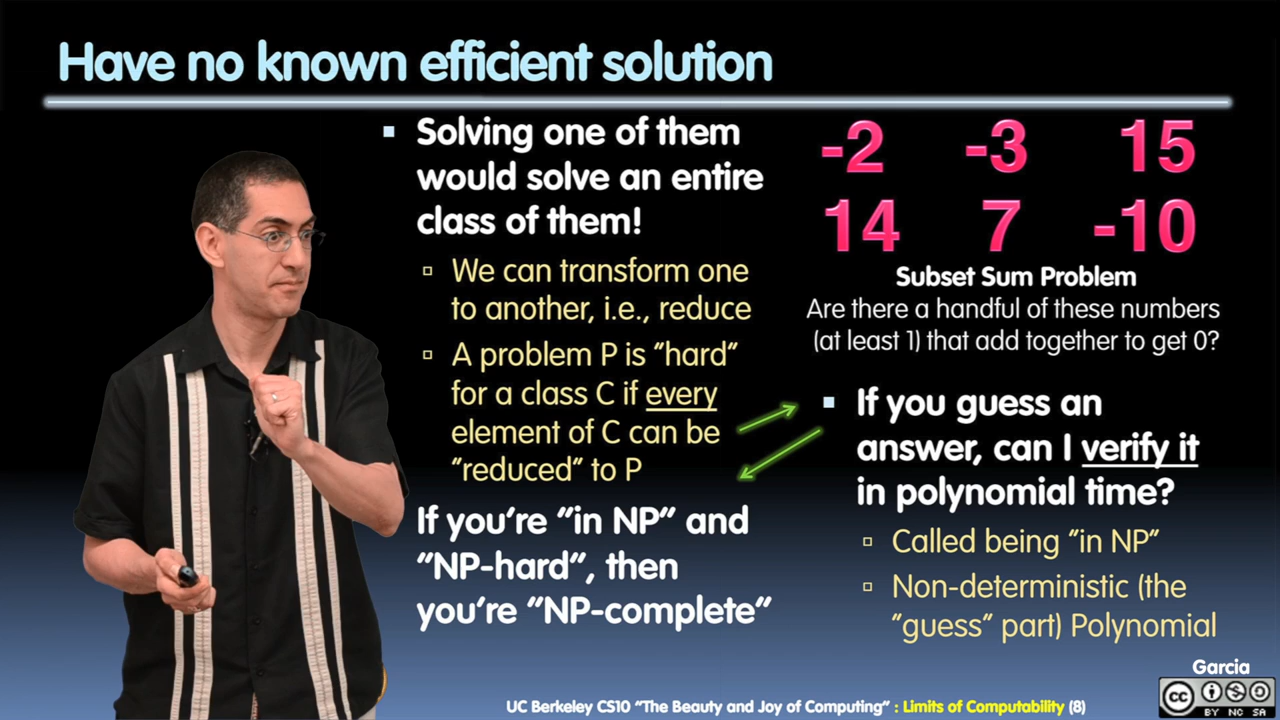 Have no known efficient solution
▪ Solving one of them
would solve an entire
class of them!
▫ We can transform one
to another, i.e., reduce
▫ A problem P is "hard"
for a class C if every
element of C can be
"reduced" to P
If you're "in NP" and
"NP-hard", then
you're "NP-complete"
-2 -3 15
14 7 -10
Subset Sum Problem
Are there a handful of these numbers
(at least 1) that add together to get 0?
▪ If you guess an
answer, can I verify it
in polynomial time?
▫ Called being "in NP"
▫ Non-deterministic (the
"guess" part) Polynomial
Garcia
cc
BY NC SA
UC Berkeley CS10 "The Beauty and Joy of Computing" : Limits of Computability (8)